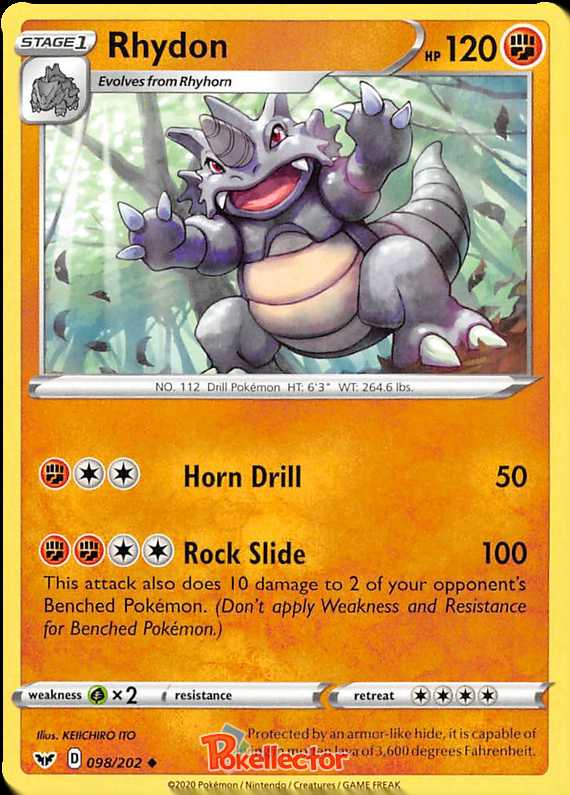 STAGE1
Rhydon
HP 120
Evolves from Rhyhorn
NO. 112 Drill Pokémon HT: 6'3" WT: 264.6 lbs.
Horn Drill 50
Rock Slide 100
This attack also does 10 damage to 2 of your opponent's
Benched Pokémon. (Don't apply Weakness and Resistance
for Benched Pokémon.)
weakness ×2 resistance retreat
Illus. KEIICHIRO ITO
Protected by an armor-like hide, it is capable of
molten lava of 3,600 degrees Fahrenheit.
D 098/202
Pokellector
©2020 Pokémon / Nintendo / Creatures / GAME FREAK